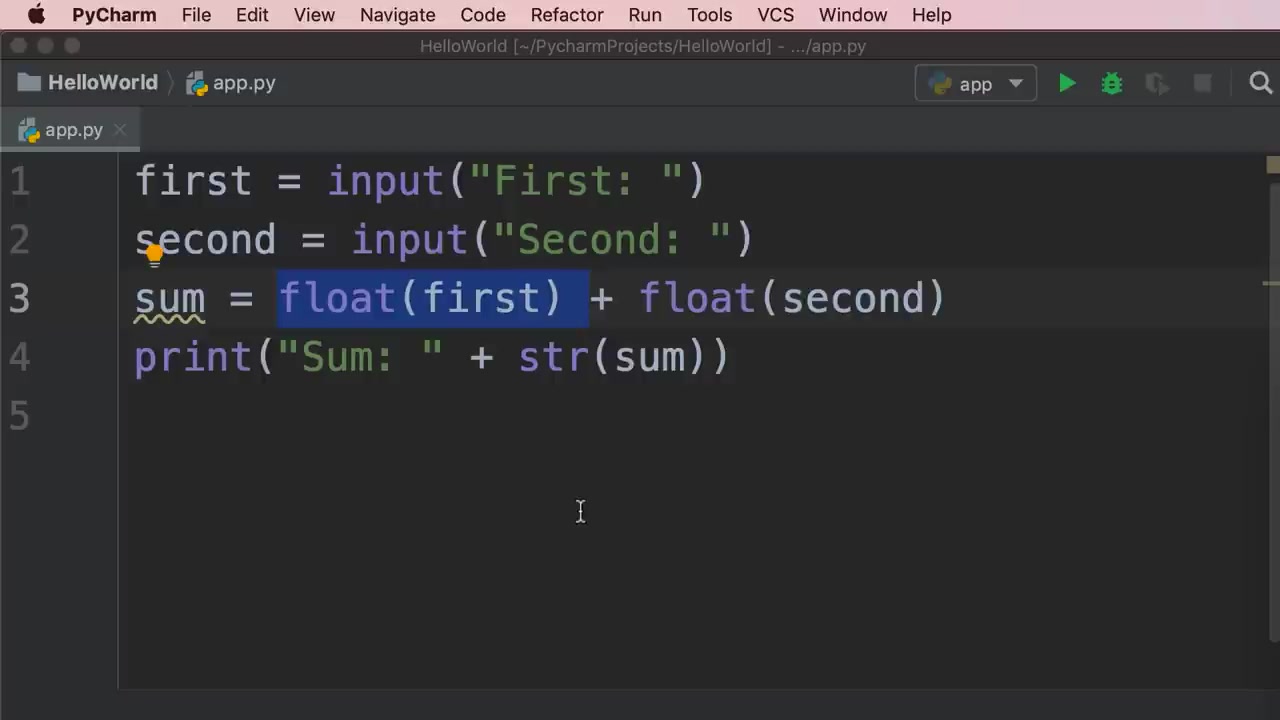 PyCharm File Edit View Navigate Code Refactor Run Tools VCS Window Help
HelloWorld [~/PycharmProjects/HelloWorld] - .../app.py
HelloWorld app.py app
app.py
1 first = input("First: ")
2 second = input("Second: ")
3 sum = float(first) + float(second)
4 print("Sum: " + str(sum))
5